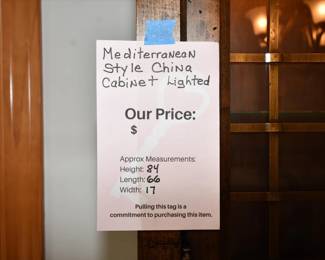 Mediterranean
Style China
Cabinet Lighted
Our Price:
$
Approx Measurements:
Height: 84
Length: 66
Width: 17
Pulling this tag is a
commitment to purchasing this item.